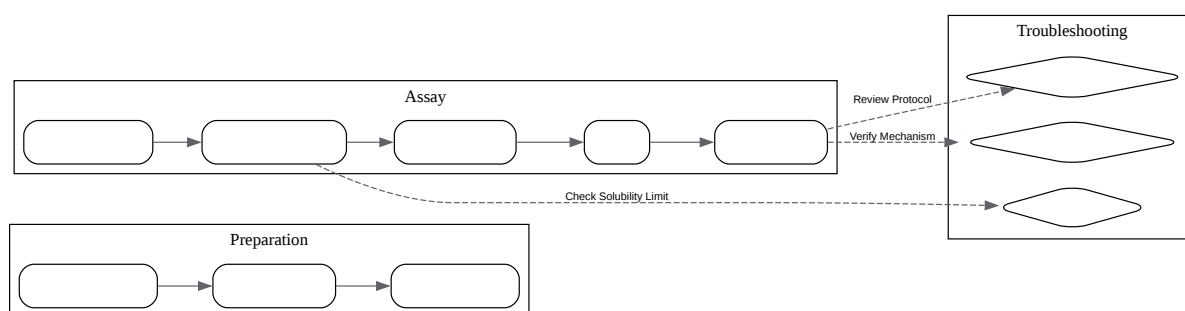 Troubleshooting
Assay
Review Protocol
Verify Mechanism
Check Solubility Limit
Preparation